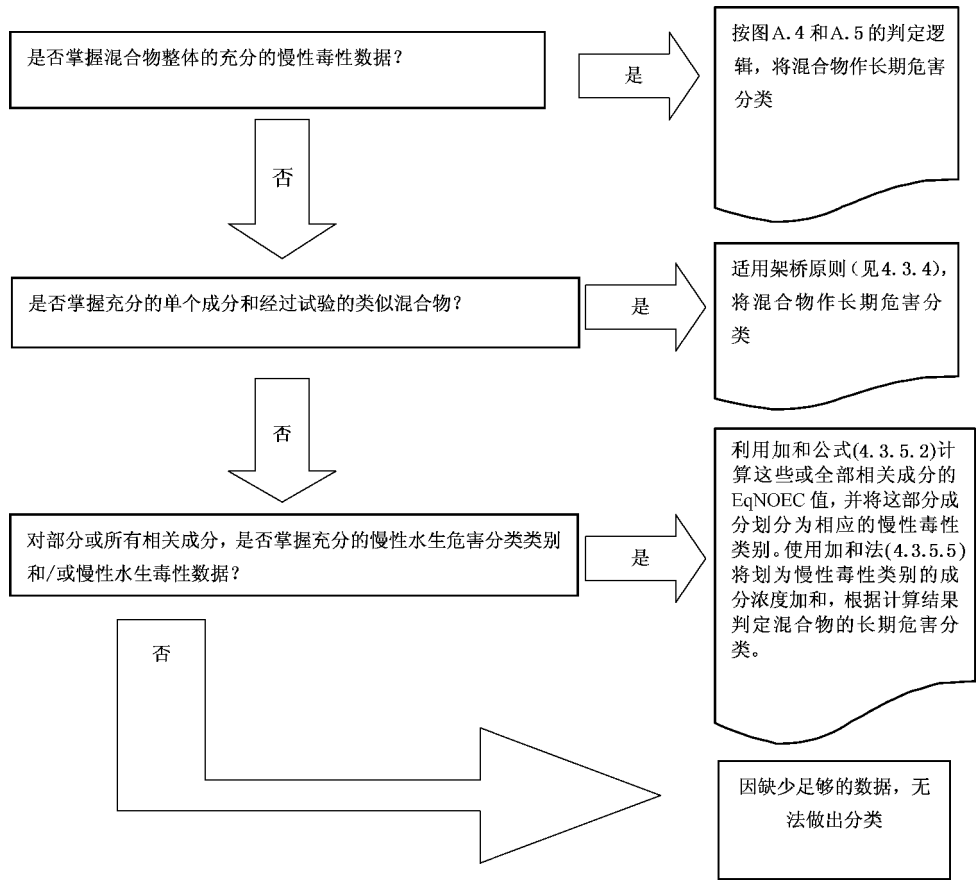 是否掌握混合物整体的充分的慢性毒性数据?
是
按图A.4和A.5的判定逻
辑，将混合物作长期危害
分类
否
是否掌握充分的单个成分和经过试验的类似混合物?
是
适用架桥原则(见4.3.4),
将混合物作长期危害分
类
否
对部分或所有相关成分，是否掌握充分的慢性水生危害分类类别
和/或慢性水生毒性数据?
是
利用加和公式(4.3.5.2)计
算这些或全部相关成分的
EqNOEC 值,并将这部分成
分划分为相应的慢性毒性
类别。使用加和法(4.3.5.5)
将划为慢性毒性类别的成
分浓度加和，根据计算结果
判定混合物的长期危害分
类。
否
因缺少足够的数据，无
法做出分类